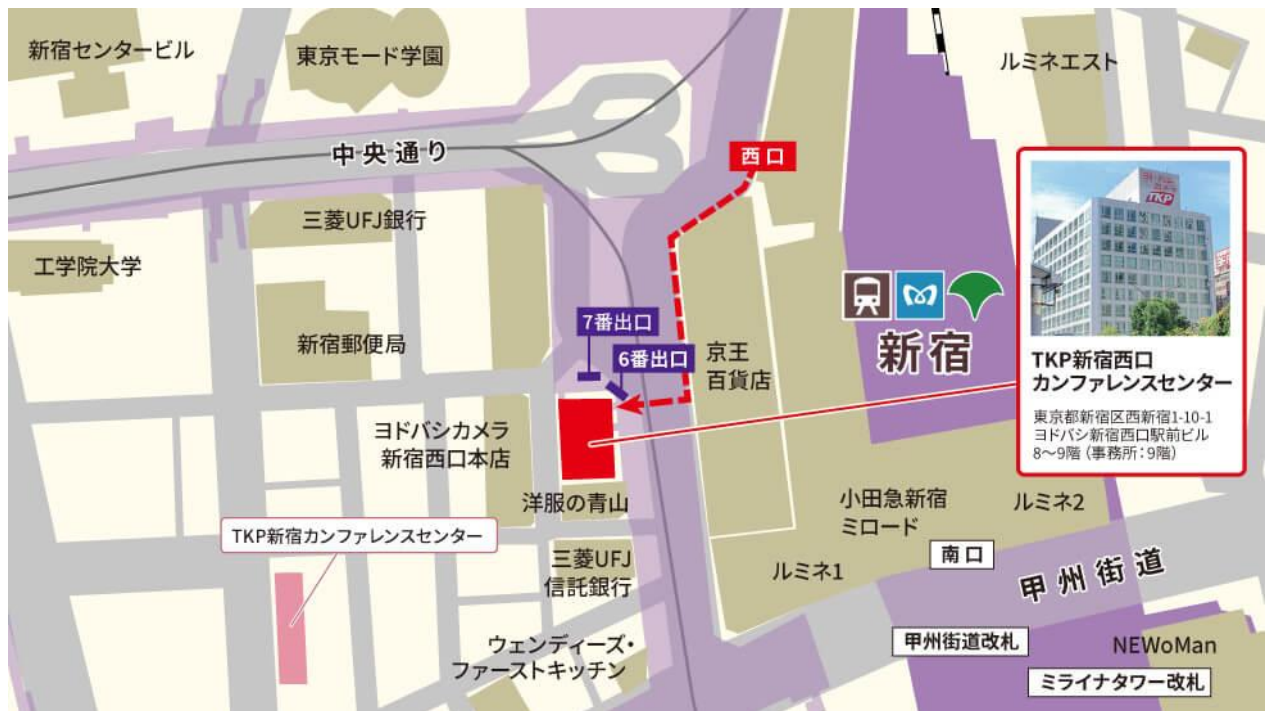 新宿センタービル
東京モード学園
ルミネエスト
中央通り
西口
三菱UFJ銀行
工学院大学
新宿郵便局
7番出口
6番出口
京王
百貨店
新宿
TKP
TKP新宿西口
カンファレンスセンター
東京都新宿区西新宿1-10-1
ヨドバシ新宿西口駅前ビル
8～9階（事務所：9階）
ヨドバシカメラ
新宿西口本店
洋服の青山
TKP新宿カンファレンスセンター
三菱UFJ
信託銀行
小田急新宿
ミロード
ルミネ2
南口
ルミネ1
甲州街道
甲州街道改札
NEWoMan
ミライナタワー改札
ウェンディーズ・
ファーストキッチン